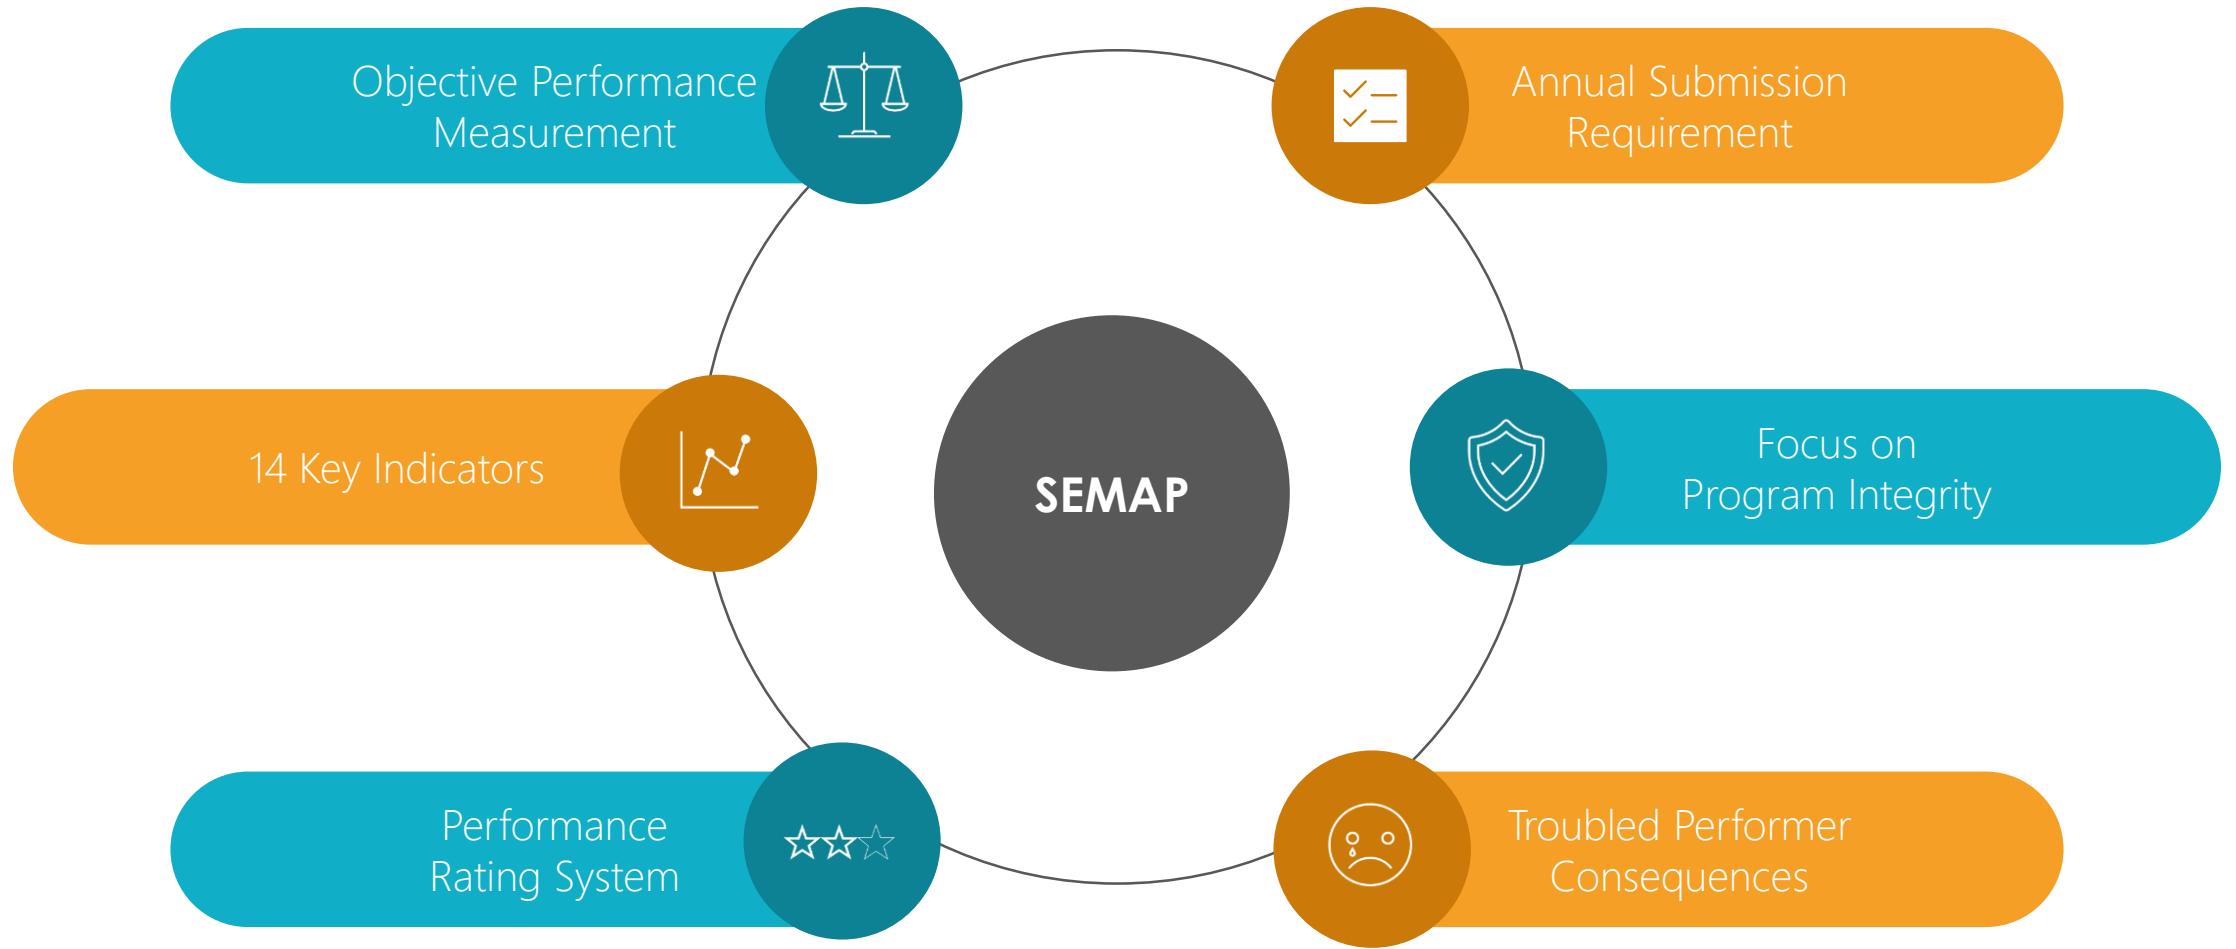 Objective Performance
Measurement
Annual Submission
Requirement
14 Key Indicators
SEMAP
Focus on
Program Integrity
Performance
Rating System
Troubled Performer
Consequences